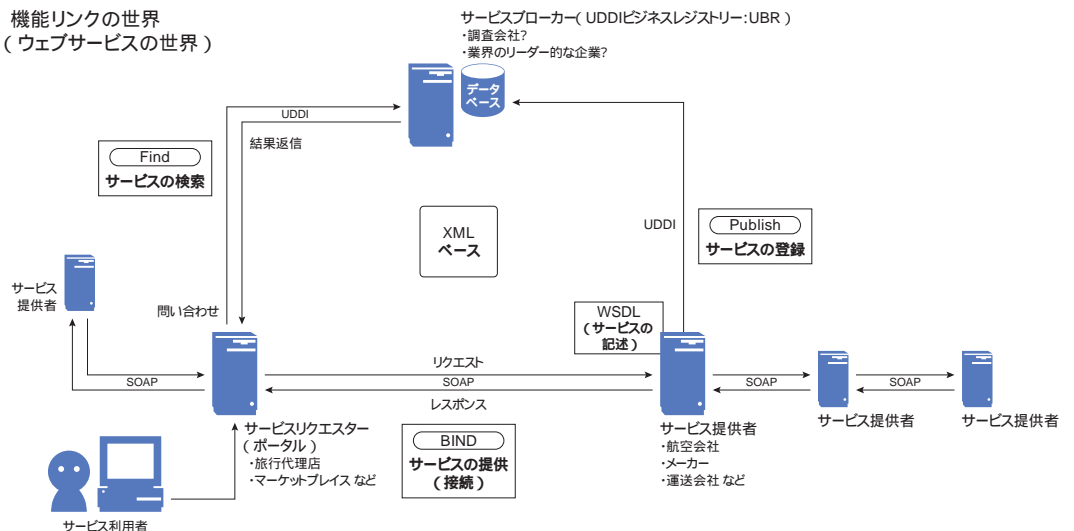 機能リンクの世界
(ウェブサービスの世界)
サービスブローカー(UDDIビジネスレジストリー:UBR)
・調査会社?
・業界のリーダー的な企業?
データ
ベース
UDDI
結果返信
Find
サービスの検索
XML
ベース
UDDI
Publish
サービスの登録
サービス
提供者
問い合わせ
WSDL
(サービスの
記述)
リクエスト
SOAP
SOAP
SOAP
SOAP
レスポンス
サービスリクエスター
(ポータル)
・旅行代理店
・マーケットプレイス など
BIND
サービスの提供
(接続)
サービス提供者
・航空会社
・メーカー
・運送会社 など
サービス提供者
サービス提供者
サービス利用者